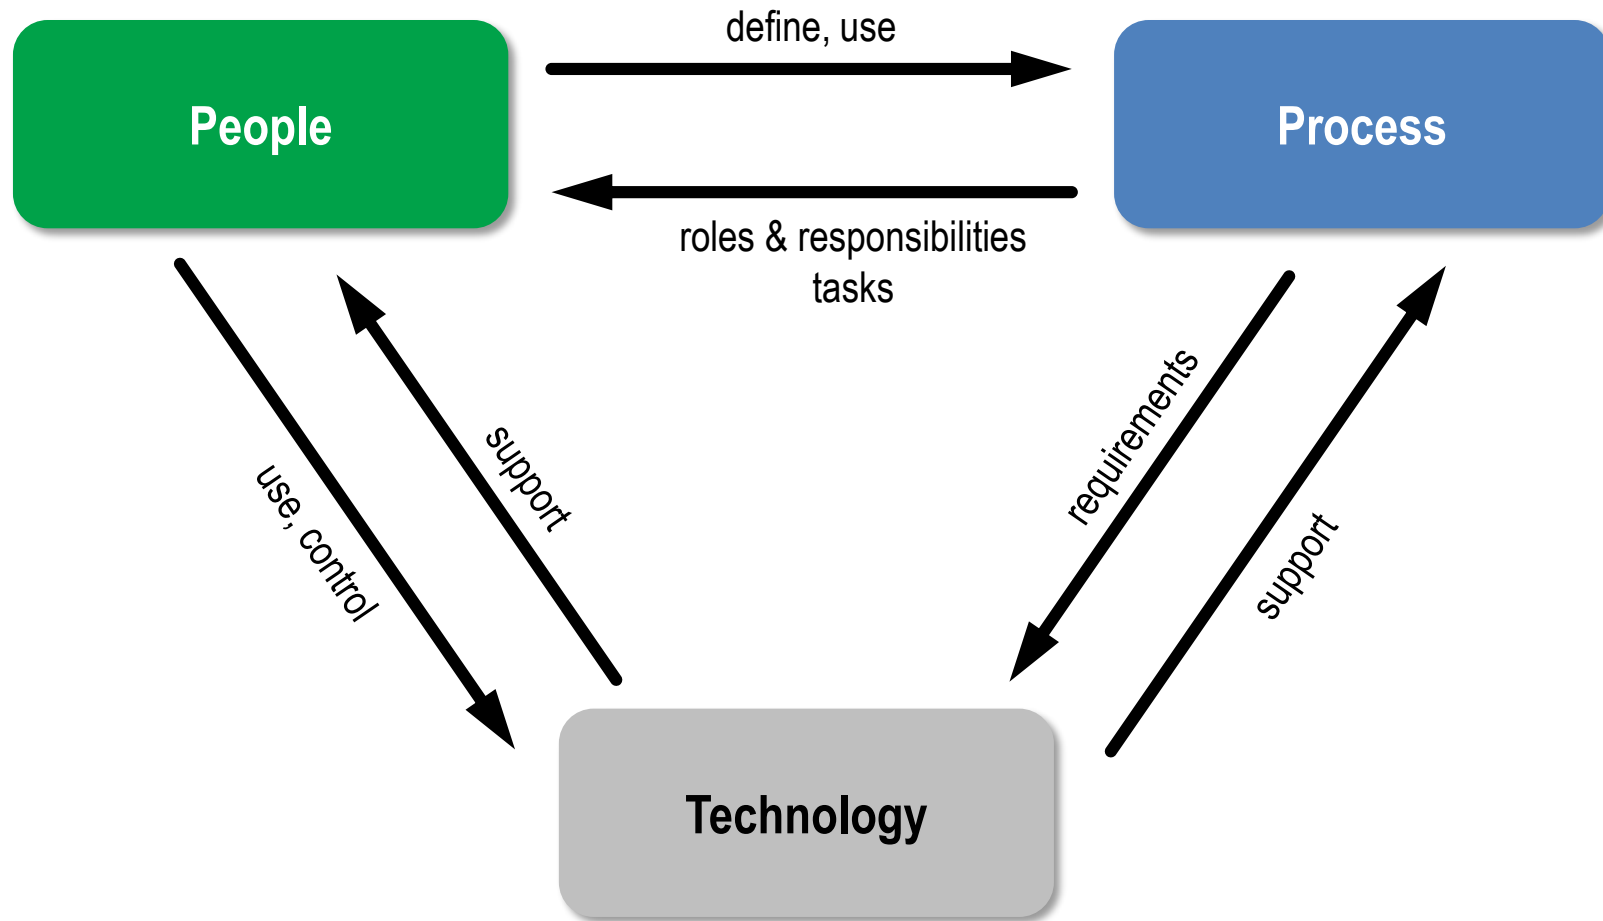 define, use
People
Process
roles & responsibilities
tasks
use, control
support
requirements
support
Technology